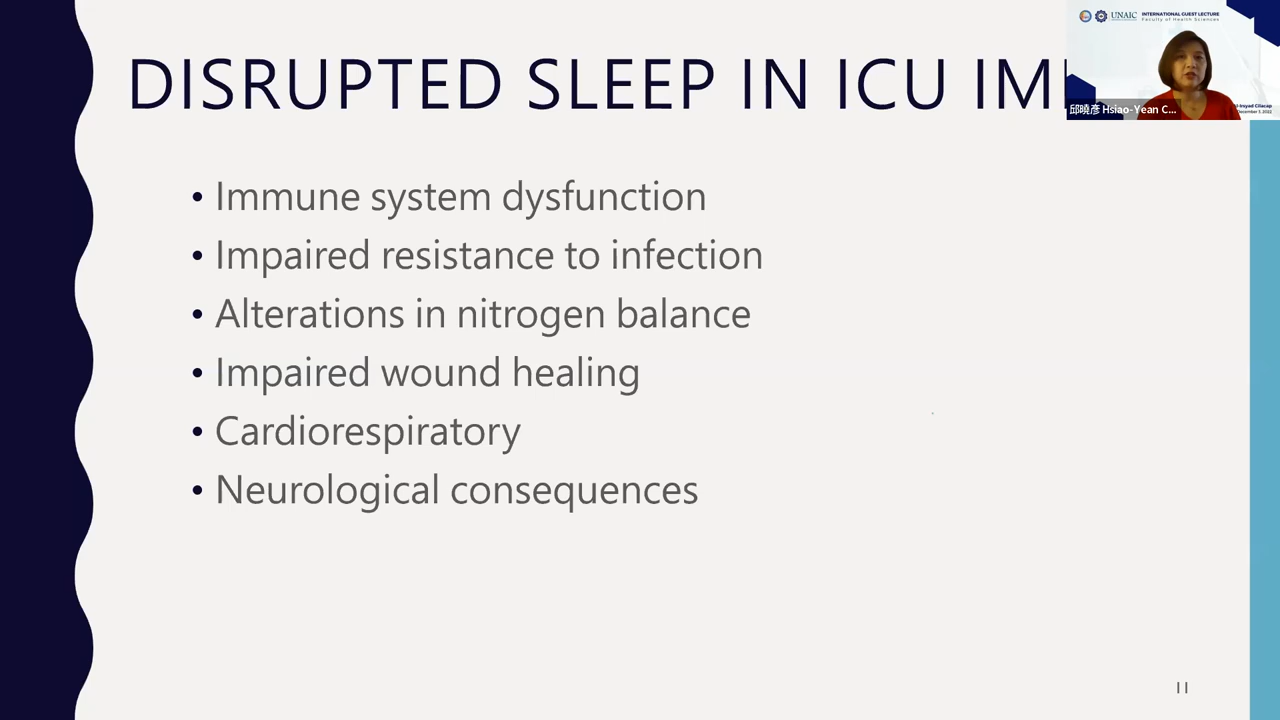 DISRUPTED SLEEP IN ICU
UNAIC
INTERNATIONAL GUEST LECTURE
Faculty of Health Sciences
邱曉彥 Hsiao-Yean C...
• Immune system dysfunction
• Impaired resistance to infection
• Alterations in nitrogen balance
• Impaired wound healing
• Cardiorespiratory
• Neurological consequences
11